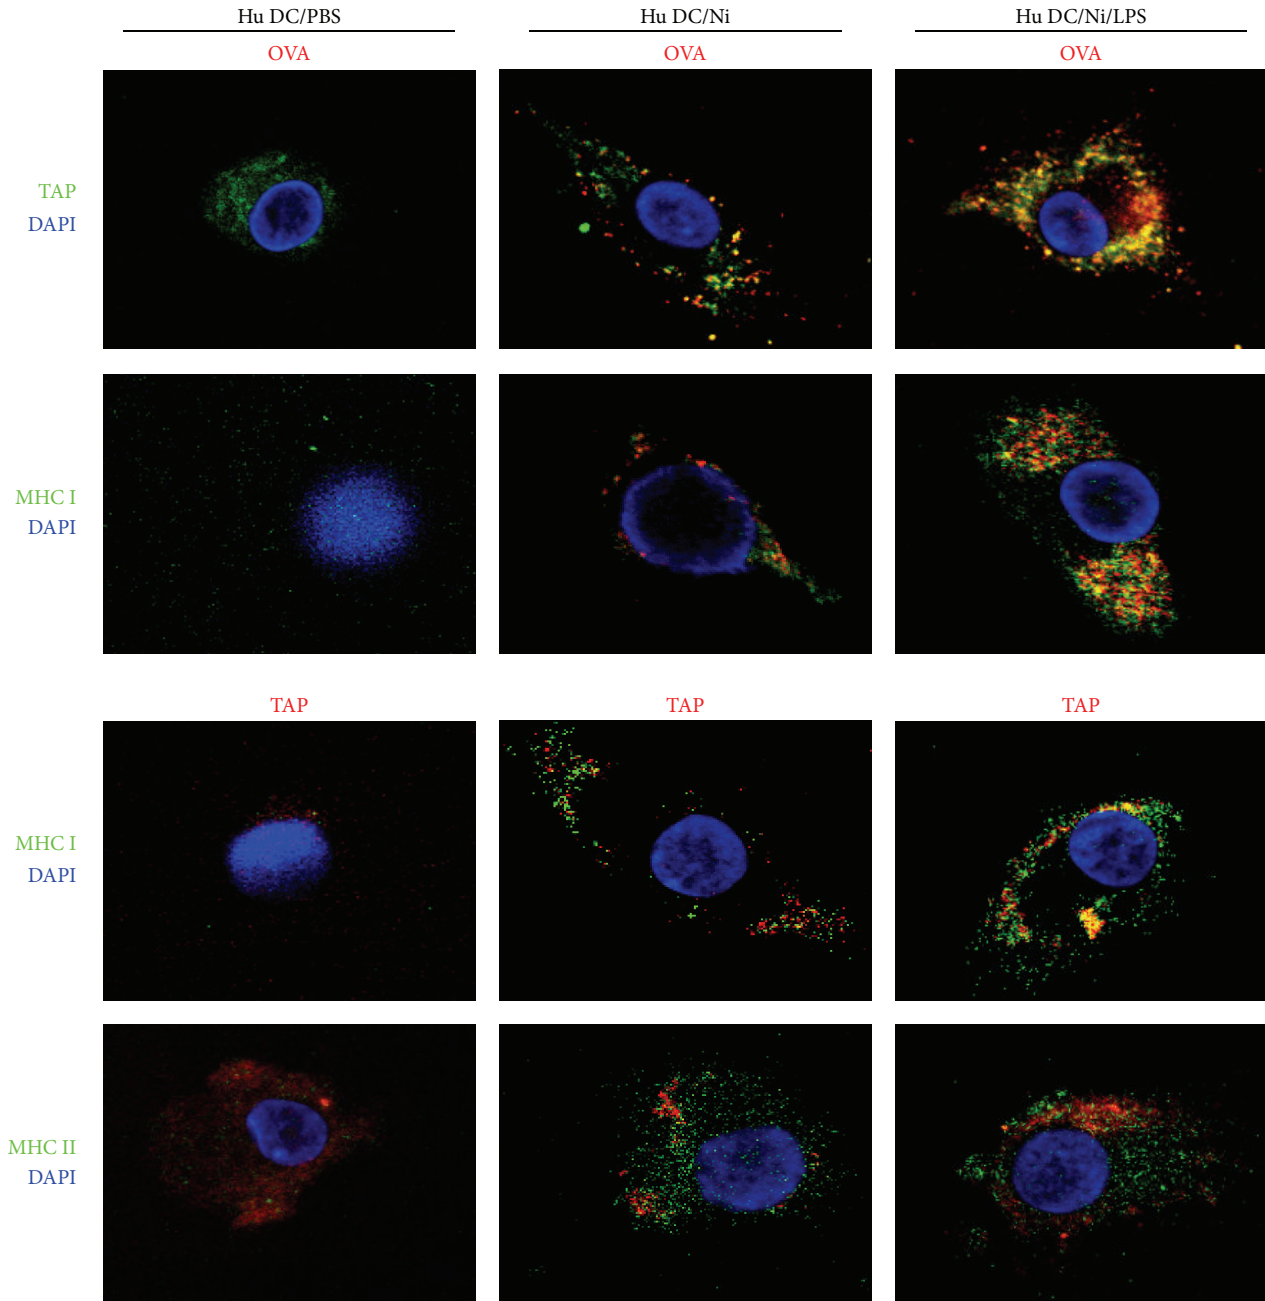 Hu DC/PBS
Hu DC/Ni
Hu DC/Ni/LPS
OVA
OVA
OVA
TAP
DAPI
MHC I
DAPI
TAP
TAP
TAP
MHC I
DAPI
MHC II
DAPI